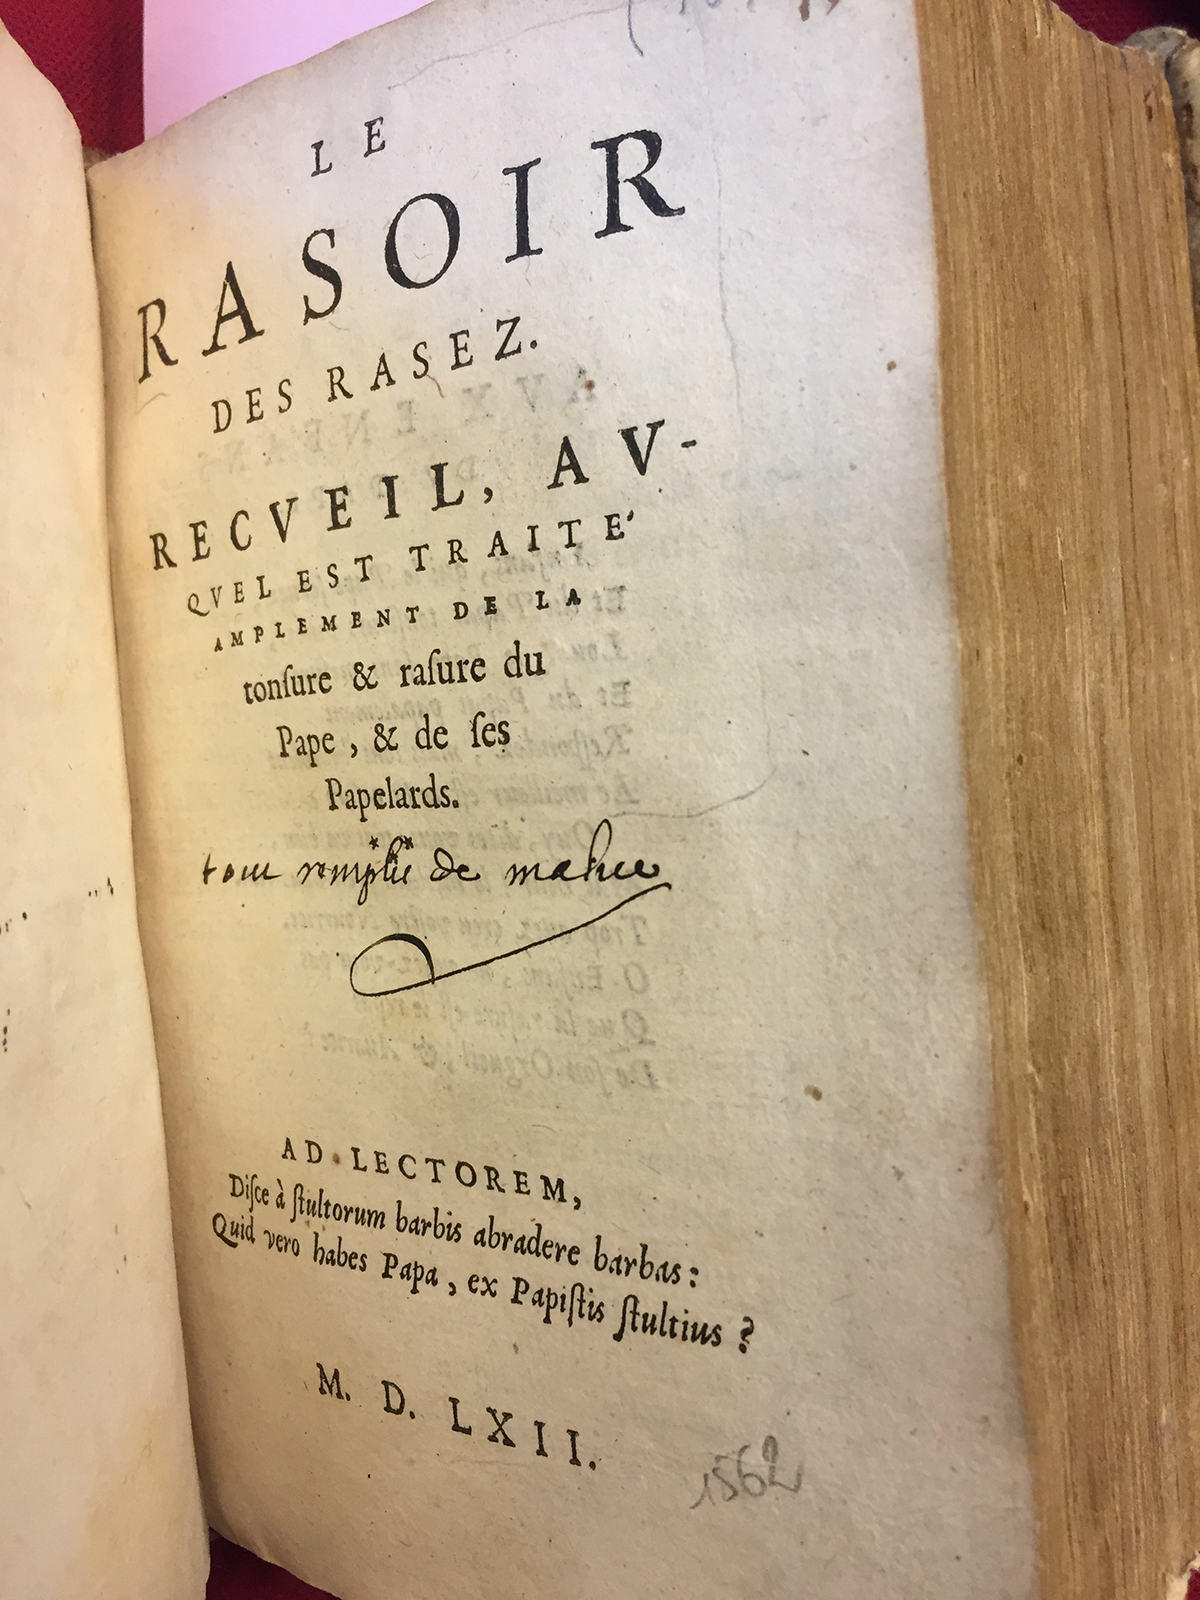 LE
RASOIR
DES RASEZ.
RECVEIL, AV-
QVEL EST TRAITE'
AMPLEMENT DE LA
tonſure & raſure du
Pape, & de ſes
Papelards.
tout remplie de malice
AD LECTOREM,
Diſce à ſtultorum barbis abradere barbas:
Quid vero habes Papa, ex Papiſtis ſtultius?
M. D. LXII.
1562